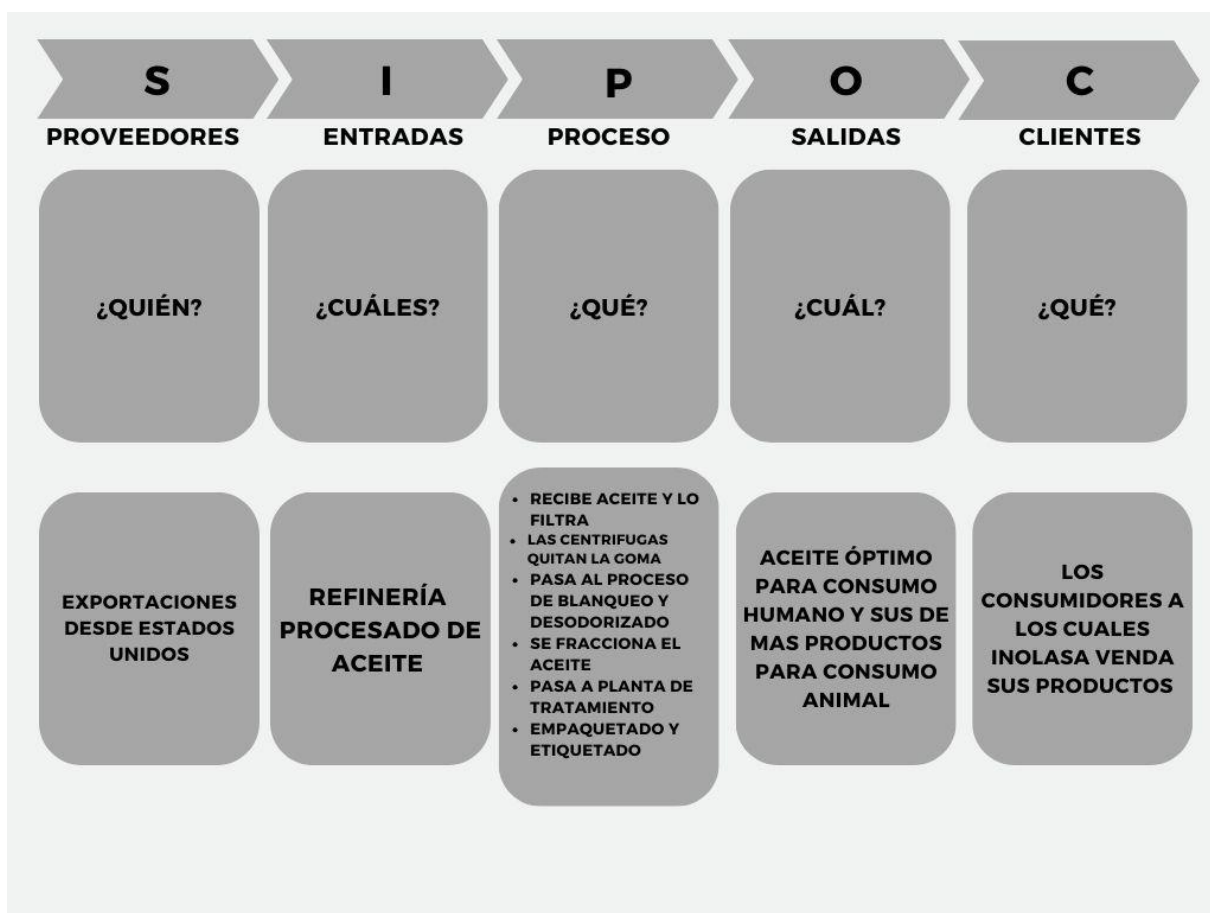 S
I
P
O
C
PROVEEDORES
ENTRADAS
PROCESO
SALIDAS
CLIENTES
¿QUIÉN?
¿CUÁLES?
¿QUÉ?
¿CUÁL?
¿QUÉ?
EXPORTACIONES
DESDE ESTADOS
UNIDOS
REFINERÍA
PROCESADO DE
ACEITE
• RECIBE ACEITE Y LO
FILTRA
• LAS CENTRIFUGAS
QUITAN LA GOMA
• PASA AL PROCESO
DE BLANQUEO Y
DESODORIZADO
• SE FRACCIONA EL
ACEITE
• PASA A PLANTA DE
TRATAMIENTO
• EMPAQUETADO Y
ETIQUETADO
ACEITE ÓPTIMO
PARA CONSUMO
HUMANO Y SUS DE
MAS PRODUCTOS
PARA CONSUMO
ANIMAL
LOS
CONSUMIDORES A
LOS CUALES
INOLASA VENDA
SUS PRODUCTOS